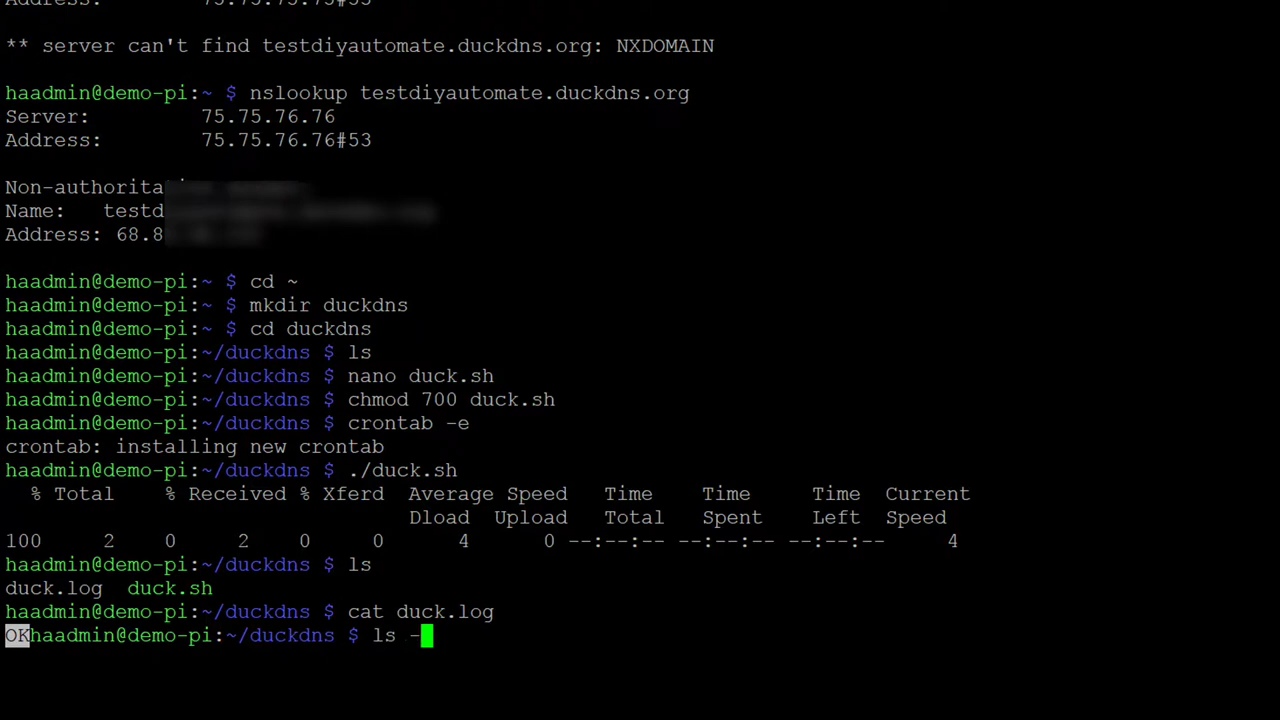 Address: 75.75.75.75#53
** server can't find testdiyautomate.duckdns.org: NXDOMAIN
haadmin@demo-pi:~ $ nslookup testdiyautomate.duckdns.org
Server: 75.75.76.76
Address: 75.75.76.76#53
Non-authorita
Name: testd
Address: 68.8
haadmin@demo-pi:~ $ cd ~
haadmin@demo-pi:~ $ mkdir duckdns
haadmin@demo-pi:~ $ cd duckdns
haadmin@demo-pi:~/duckdns $ ls
haadmin@demo-pi:~/duckdns $ nano duck.sh
haadmin@demo-pi:~/duckdns $ chmod 700 duck.sh
haadmin@demo-pi:~/duckdns $ crontab -e
crontab: installing new crontab
haadmin@demo-pi:~/duckdns $ ./duck.sh
% Total % Received % Xferd Average Speed Time Time Time Current
Dload Upload Total Spent Left Speed
100 2 0 2 0 0 4 0 --:--:-- --:--:-- --:--:-- 4
haadmin@demo-pi:~/duckdns $ ls
duck.log duck.sh
haadmin@demo-pi:~/duckdns $ cat duck.log
OKhaadmin@demo-pi:~/duckdns $ ls -